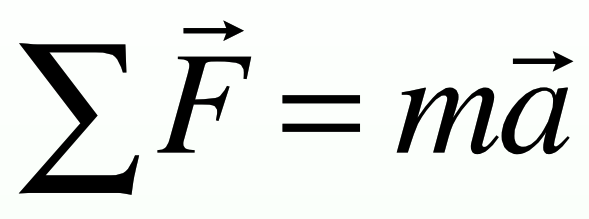 ∑F⃗ = ma⃗